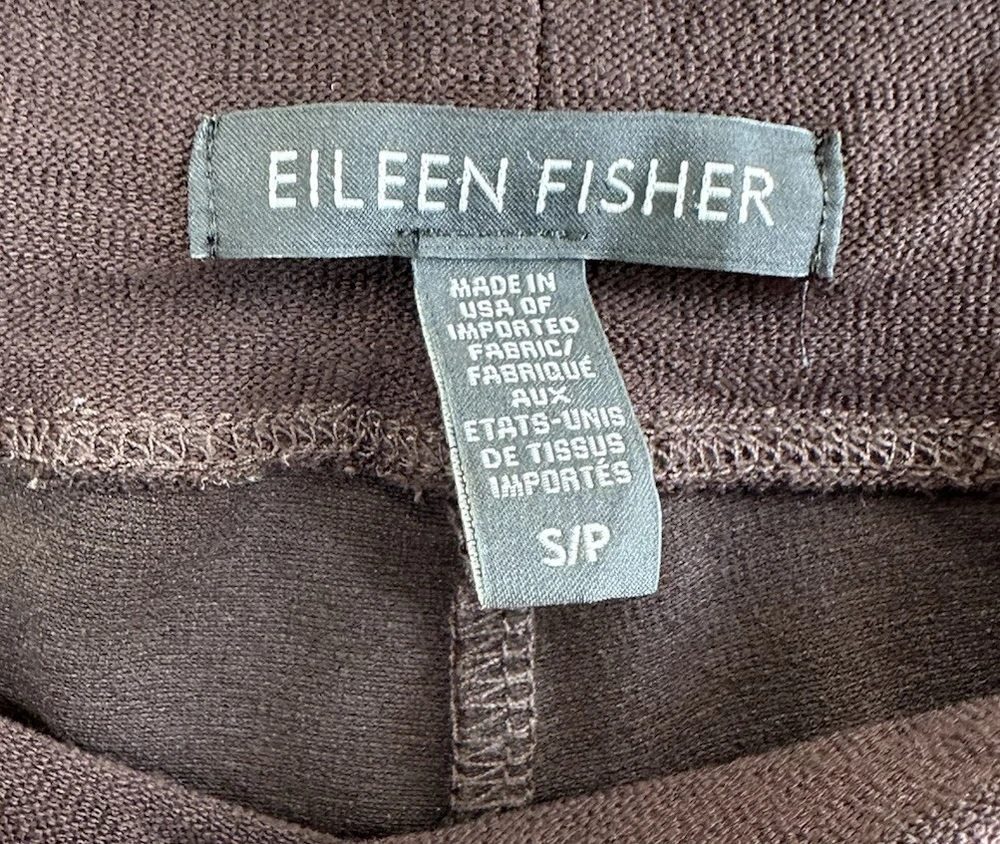 EILEEN FISHER
MADE IN
USA OF
IMPORTED
FABRIC/
FABRIQUÉ
AUX
ETATS-UNIS
DE TISSUS
IMPORTÉS
S/P